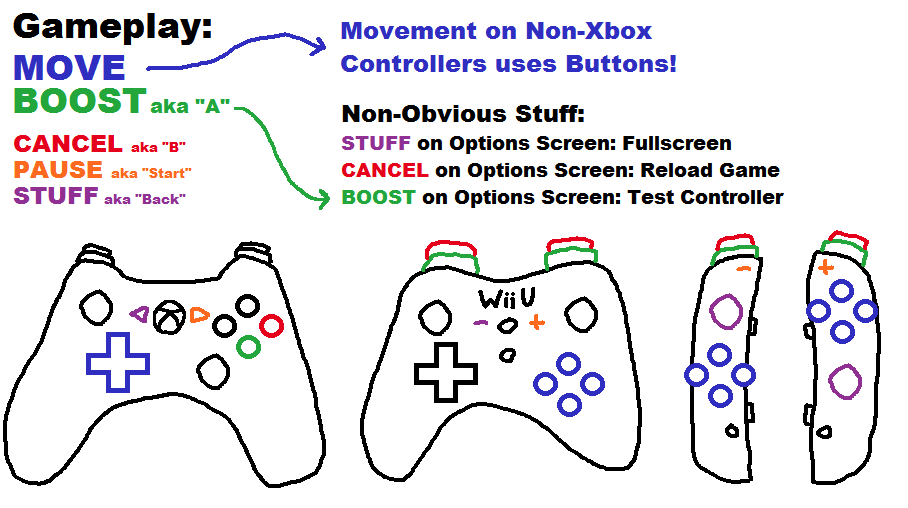 Gameplay:
MOVE
BOOST aka "A"
CANCEL aka "B"
PAUSE aka "Start"
STUFF aka "Back"
Movement on Non-Xbox
Controllers uses Buttons!
Non-Obvious Stuff:
STUFF on Options Screen: Fullscreen
CANCEL on Options Screen: Reload Game
BOOST on Options Screen: Test Controller
Wii U
- +
- +